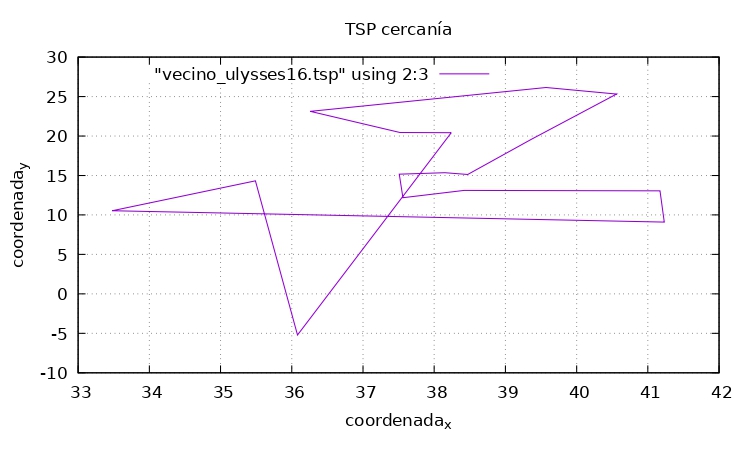 TSP cercanía
"vecino_ulysses16.tsp" using 2:3
30
25
20
15
10
5
0
-5
-10
coordenada_y
33 34 35 36 37 38 39 40 41 42
coordenada_x